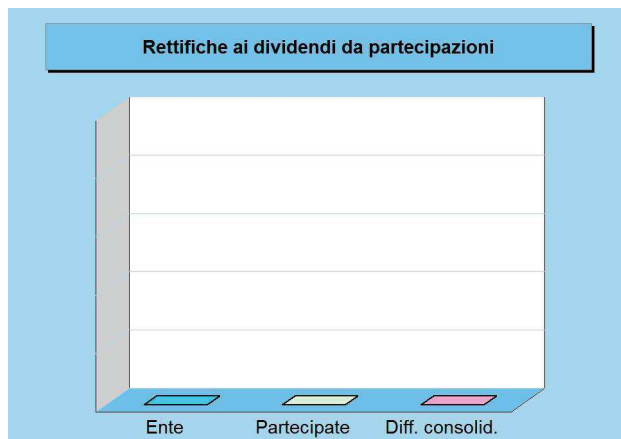 Rettifiche ai dividendi da partecipazioni
Ente Partecipate Diff. consolid.